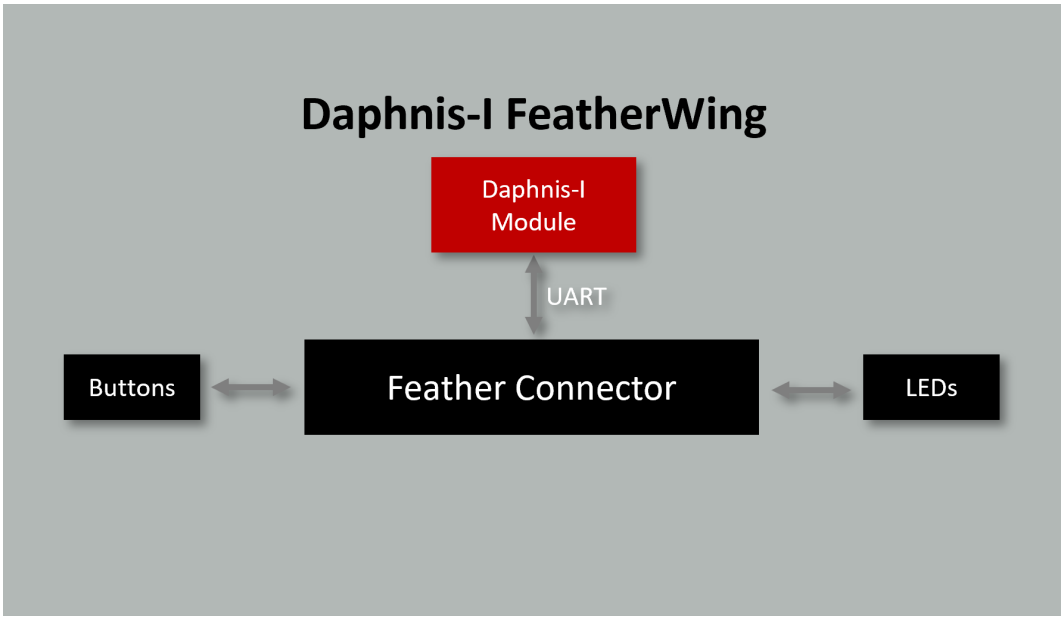 Daphnis-I FeatherWing
Daphnis-I
Module
UART
Buttons
Feather Connector
LEDs